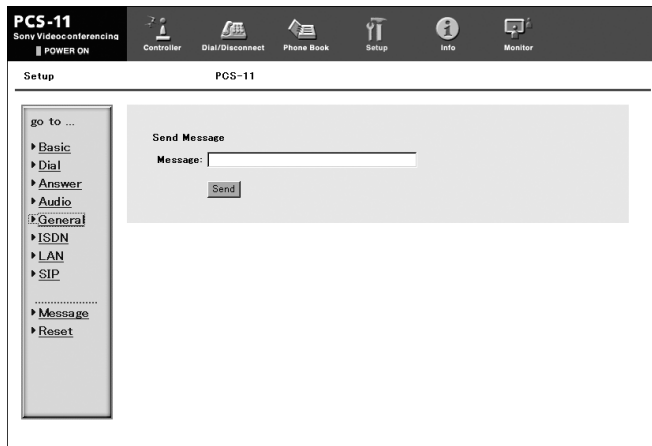 PCS-11
Sony Videoconferencing
POWER ON
Controller Dial/Disconnect Phone Book Setup Info Monitor
Setup PCS-11
go to ...
Basic
Dial
Answer
Audio
General
ISDN
LAN
SIP
Message
Reset
Send Message
Message:
Send